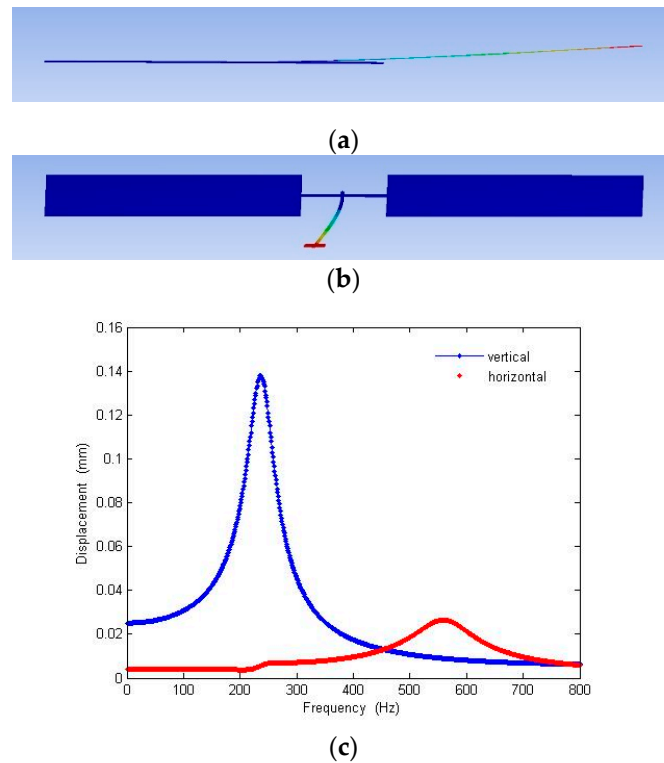 (a)
(b)
0.16
0.14
0.12
0.1
0.08
0.06
0.04
0.02
0
Displacement (mm)
vertical
horizontal
0 100 200 300 400 500 600 700 800
Frequency (Hz)
(c)